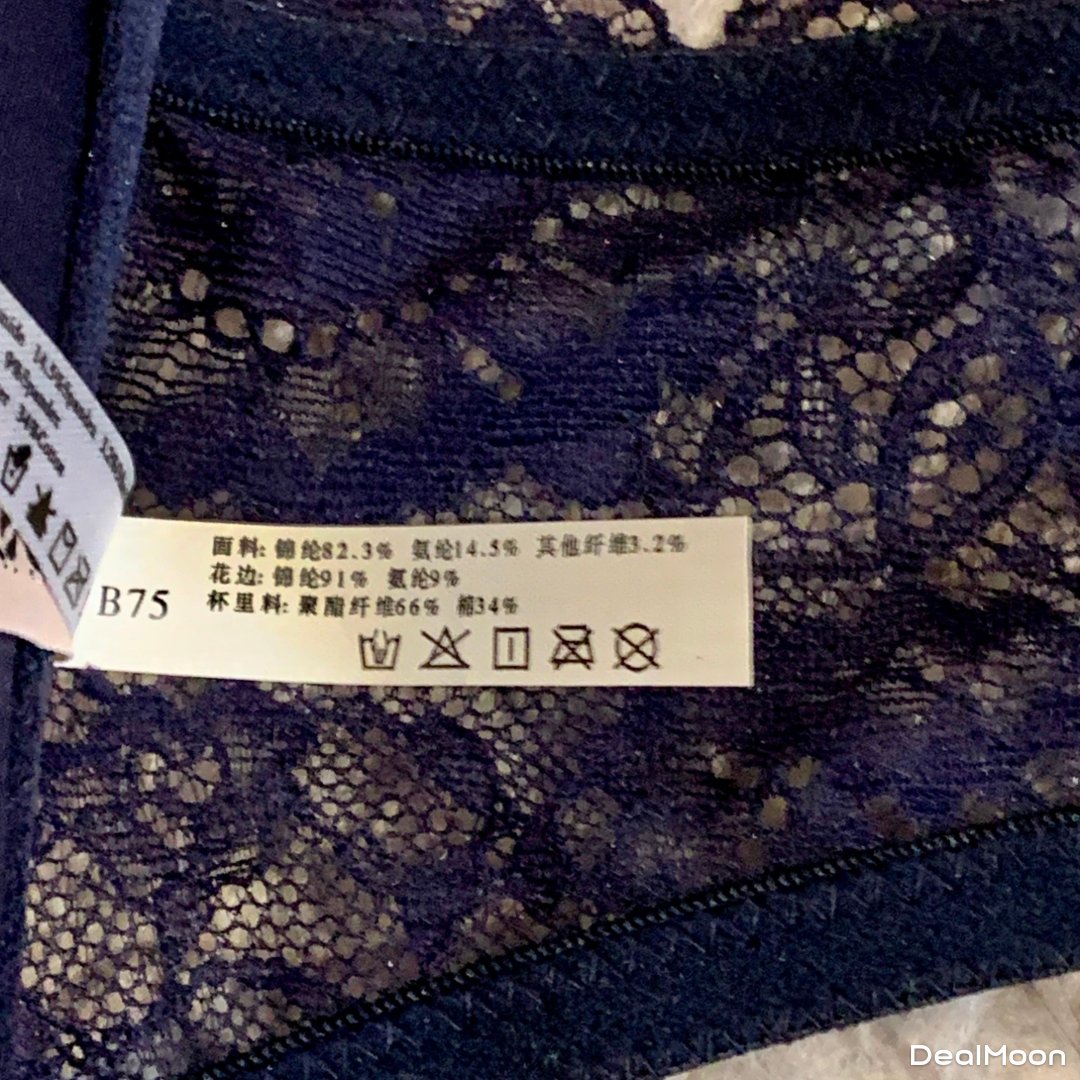 面料: 锦纶82.3% 氨纶14.5% 其他纤维3.2%
花边: 锦纶91% 氨纶9%
杯里料: 聚酯纤维66% 棉34%
B75
DealMoon